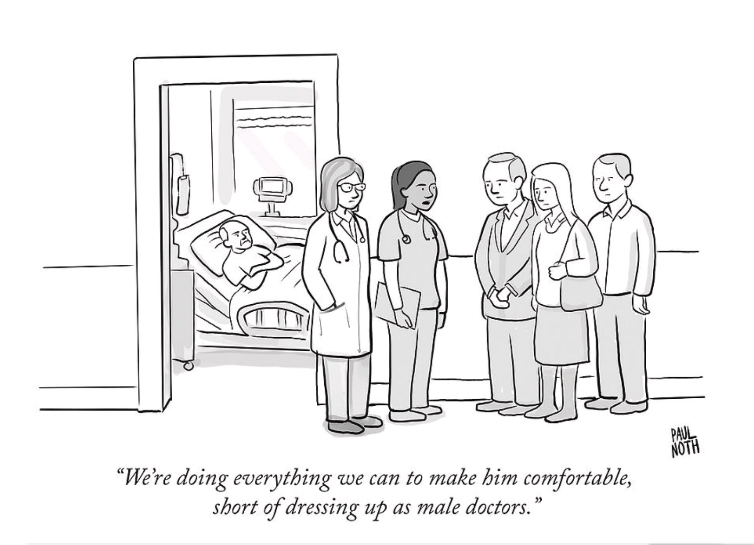 PAUL
NOTH
“We’re doing everything we can to make him comfortable,
short of dressing up as male doctors.”